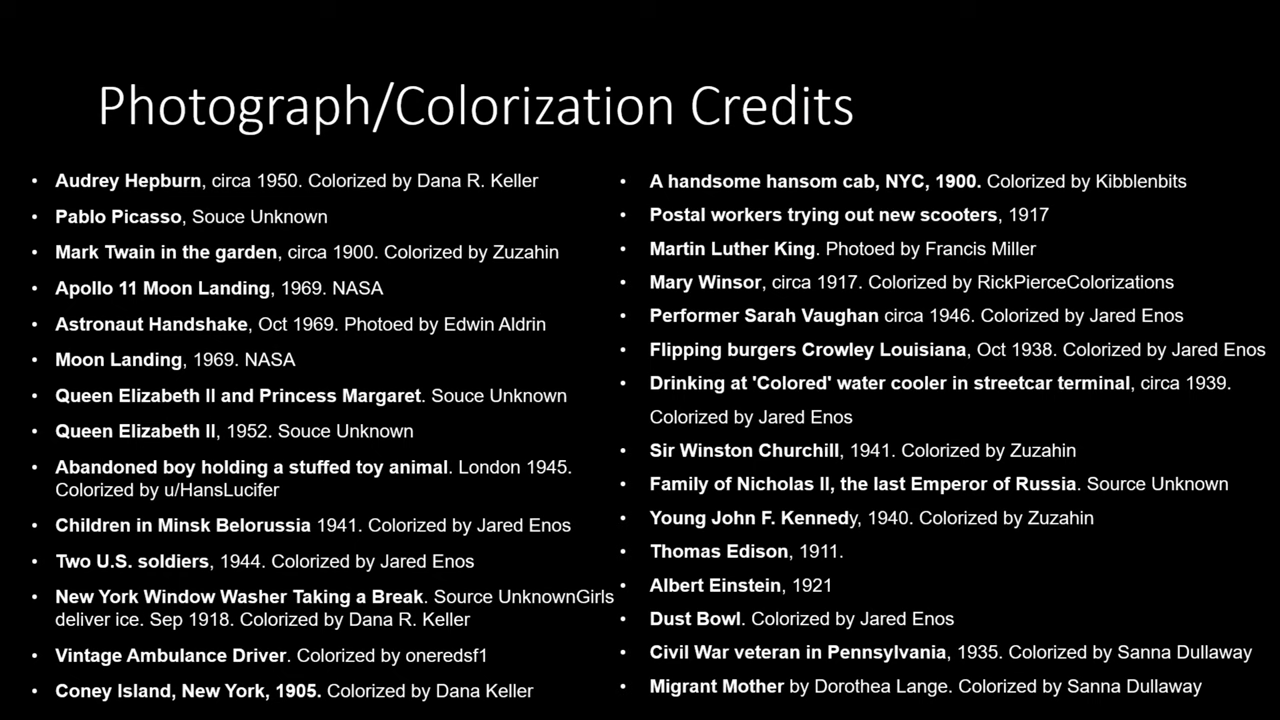 Photograph/Colorization Credits
• Audrey Hepburn, circa 1950. Colorized by Dana R. Keller
• Pablo Picasso, Souce Unknown
• Mark Twain in the garden, circa 1900. Colorized by Zuzahin
• Apollo 11 Moon Landing, 1969. NASA
• Astronaut Handshake, Oct 1969. Photoed by Edwin Aldrin
• Moon Landing, 1969. NASA
• Queen Elizabeth II and Princess Margaret. Souce Unknown
• Queen Elizabeth II, 1952. Souce Unknown
• Abandoned boy holding a stuffed toy animal. London 1945.
Colorized by u/HansLucifer
• Children in Minsk Belorussia 1941. Colorized by Jared Enos
• Two U.S. soldiers, 1944. Colorized by Jared Enos
• New York Window Washer Taking a Break. Source UnknownGirls
deliver ice. Sep 1918. Colorized by Dana R. Keller
• Vintage Ambulance Driver. Colorized by oneredsf1
• Coney Island, New York, 1905. Colorized by Dana Keller
• A handsome hansom cab, NYC, 1900. Colorized by Kibblenbits
• Postal workers trying out new scooters, 1917
• Martin Luther King. Photoed by Francis Miller
• Mary Winsor, circa 1917. Colorized by RickPierceColorizations
• Performer Sarah Vaughan circa 1946. Colorized by Jared Enos
• Flipping burgers Crowley Louisiana, Oct 1938. Colorized by Jared Enos
• Drinking at 'Colored' water cooler in streetcar terminal, circa 1939.
Colorized by Jared Enos
• Sir Winston Churchill, 1941. Colorized by Zuzahin
• Family of Nicholas II, the last Emperor of Russia. Source Unknown
• Young John F. Kennedy, 1940. Colorized by Zuzahin
• Thomas Edison, 1911.
• Albert Einstein, 1921
• Dust Bowl. Colorized by Jared Enos
• Civil War veteran in Pennsylvania, 1935. Colorized by Sanna Dullaway
• Migrant Mother by Dorothea Lange. Colorized by Sanna Dullaway